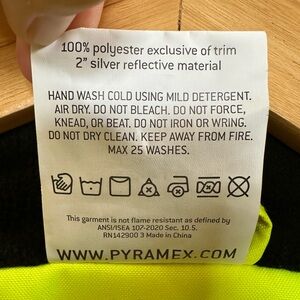 100% polyester exclusive of trim
2” silver reflective material
HAND WASH COLD USING MILD DETERGENT.
AIR DRY. DO NOT BLEACH. DO NOT FORCE,
KNEAD, OR BEAT. DO NOT IRON OR WRING.
DO NOT DRY CLEAN. KEEP AWAY FROM FIRE.
MAX 25 WASHES.
This garment is not flame resistant as defined by
ANSI/ISEA 107-2020 Sec. 10.5.
RN142900 3 Made in China
WWW.PYRAMEX.COM